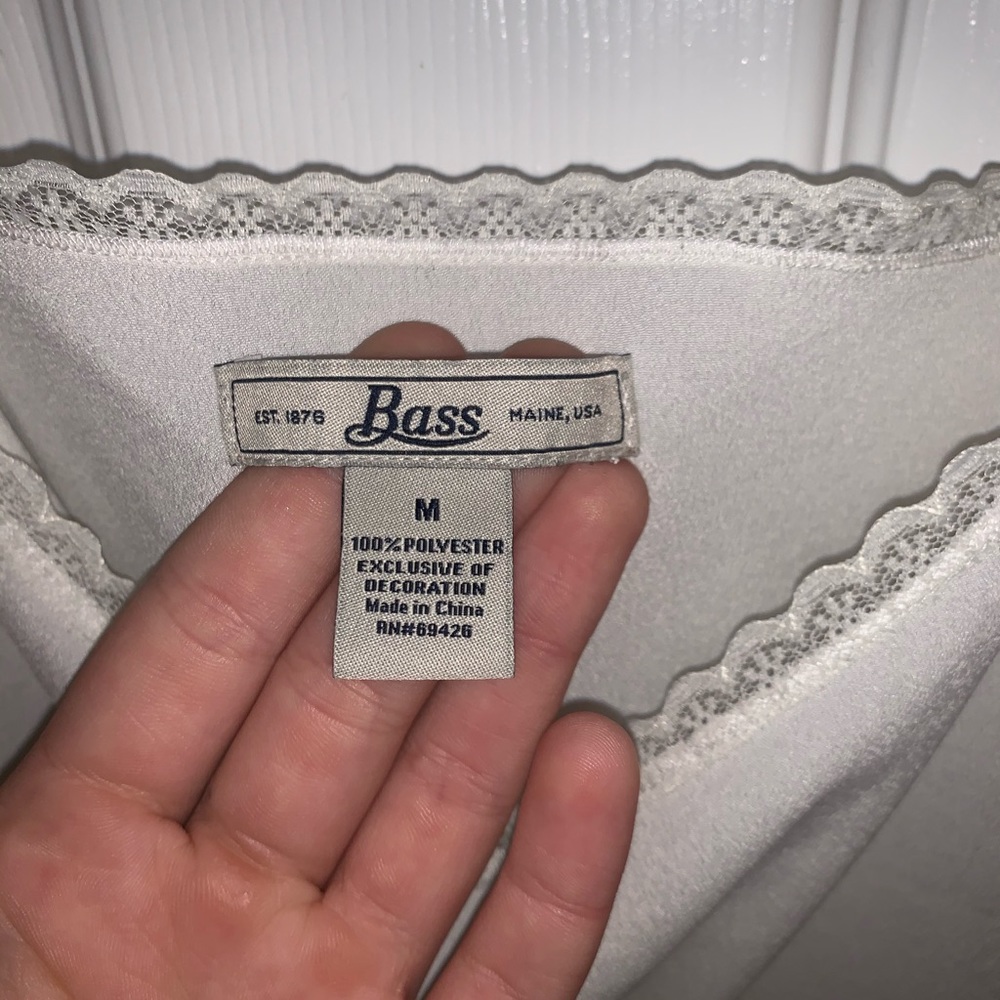 EST. 1876 Bass MAINE, USA
M
100%POLYESTER
EXCLUSIVE OF
DECORATION
Made in China
RN#69426